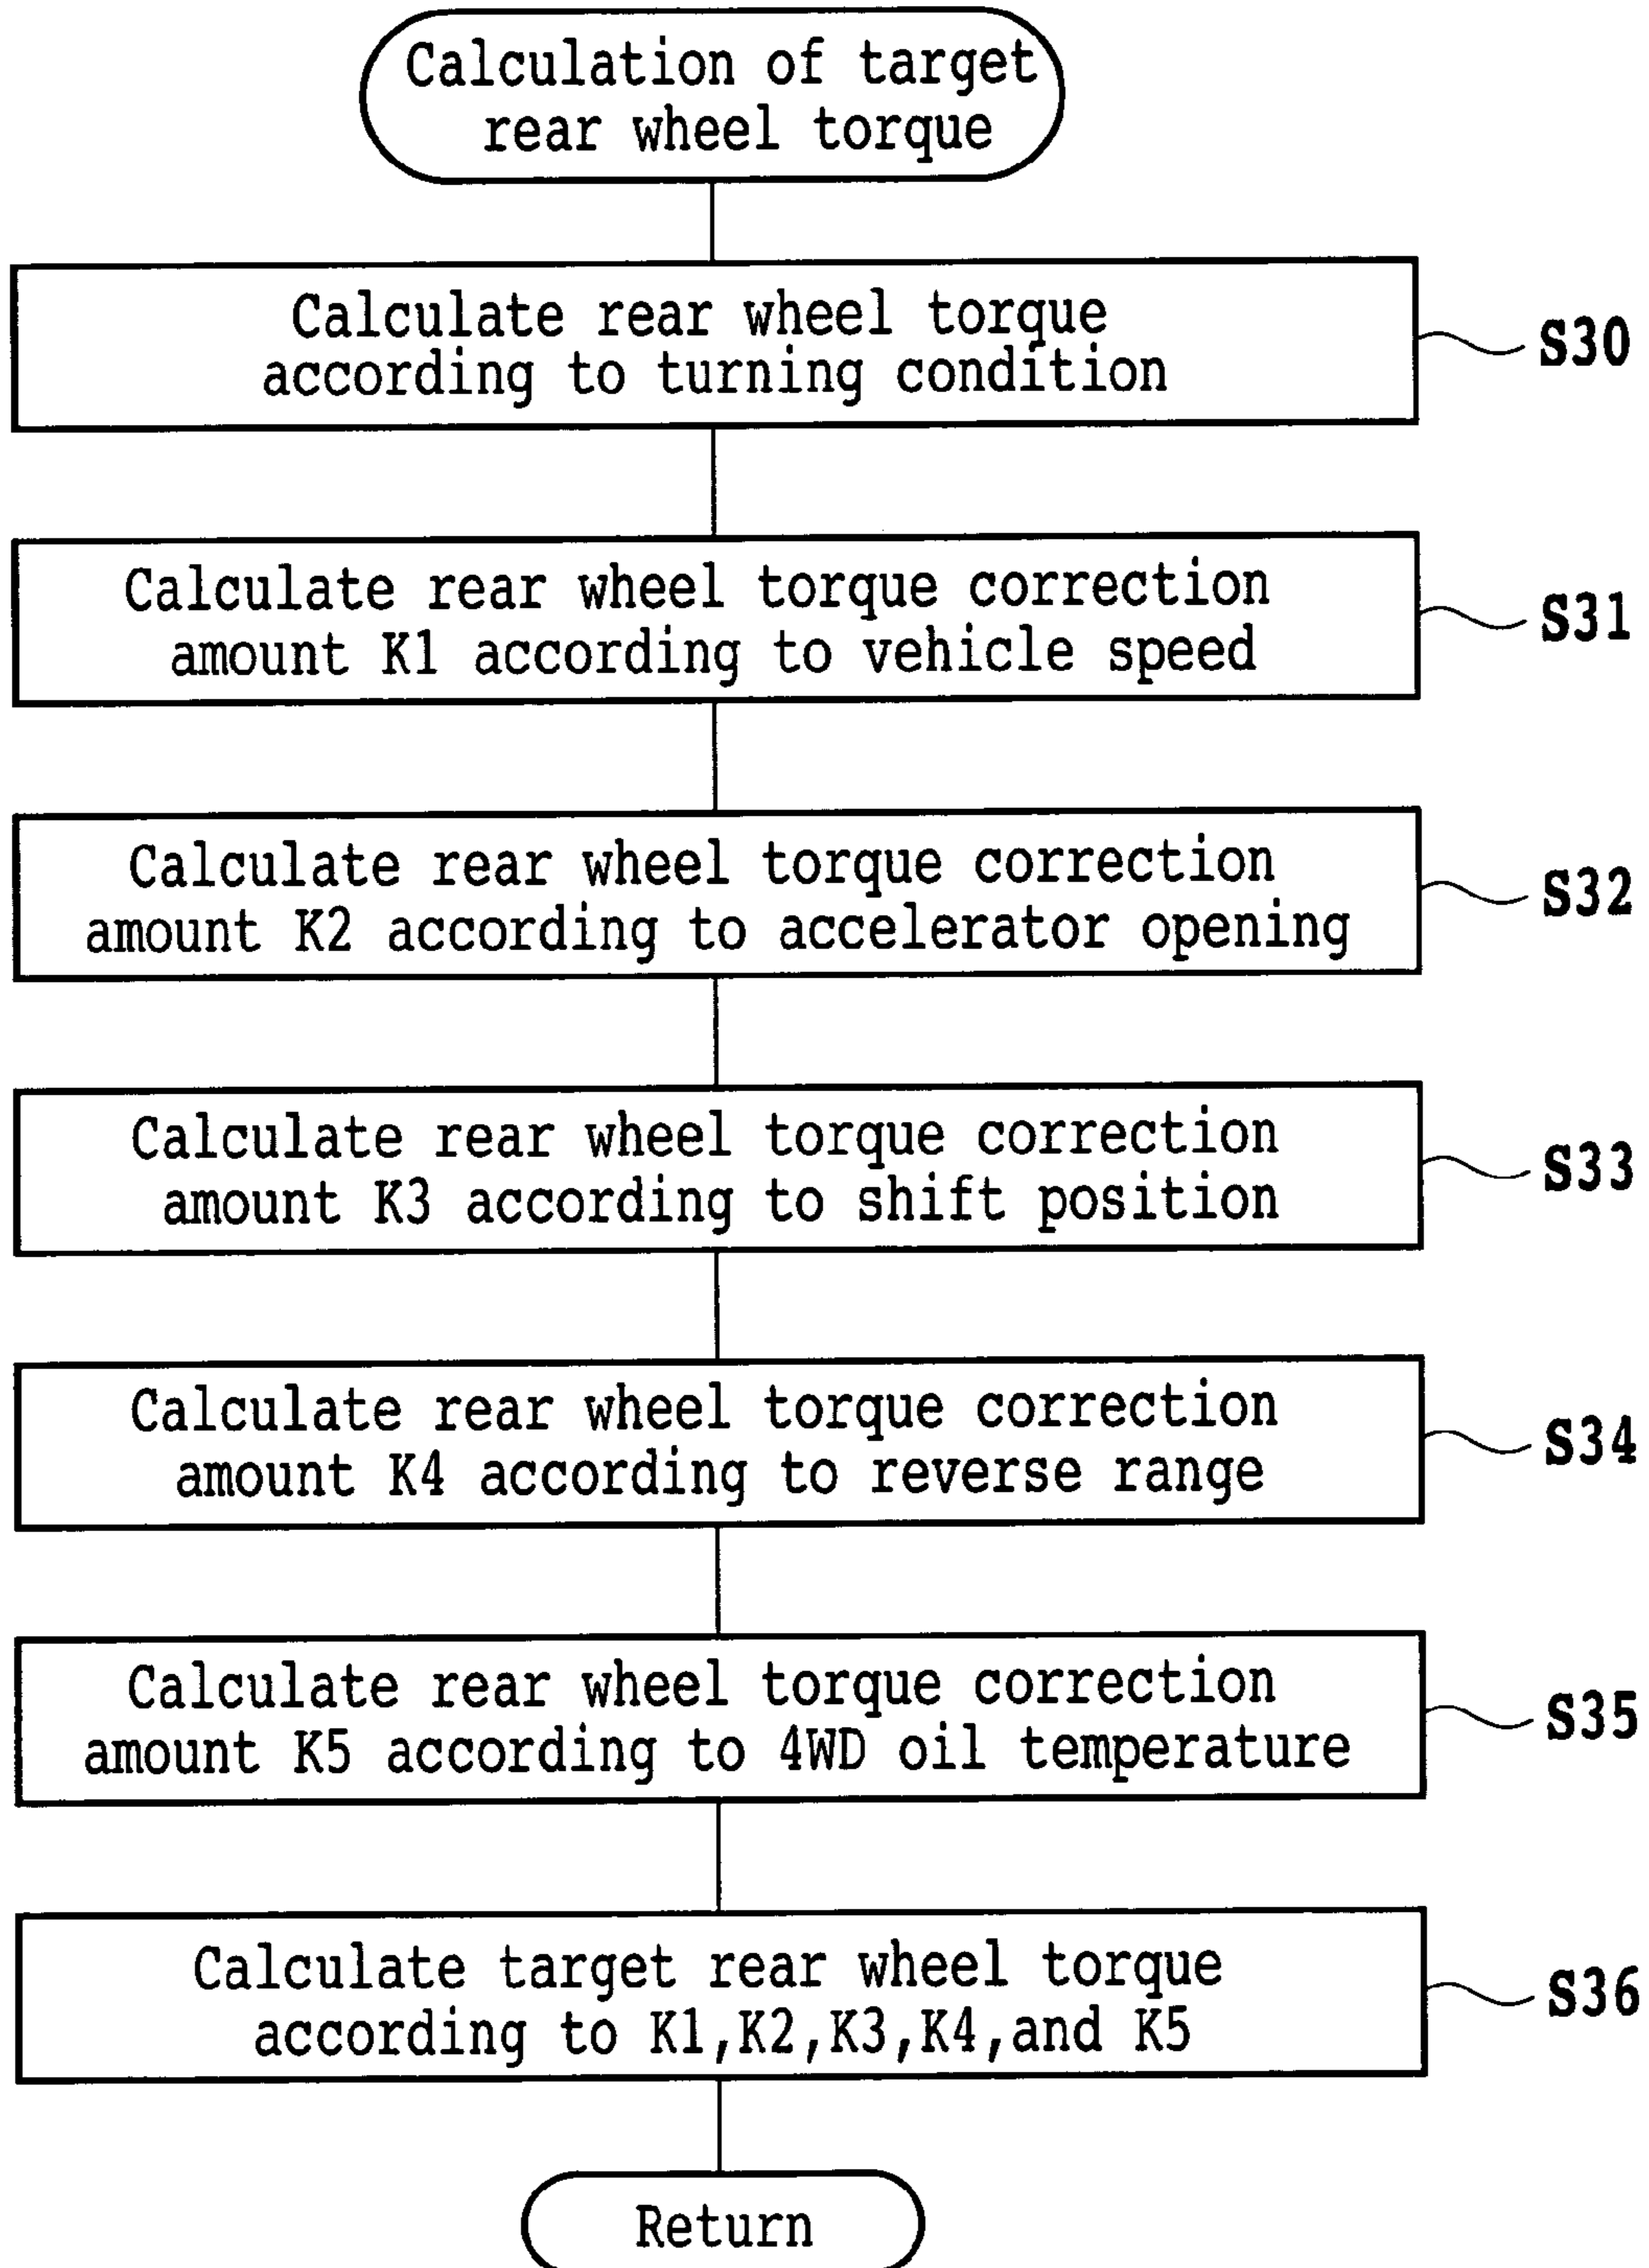 Calculation of target
rear wheel torque
Calculate rear wheel torque
according to turning condition
S30
Calculate rear wheel torque correction
amount K1 according to vehicle speed
S31
Calculate rear wheel torque correction
amount K2 according to accelerator opening
S32
Calculate rear wheel torque correction
amount K3 according to shift position
S33
Calculate rear wheel torque correction
amount K4 according to reverse range
S34
Calculate rear wheel torque correction
amount K5 according to 4WD oil temperature
S35
Calculate target rear wheel torque
according to K1,K2,K3,K4,and K5
S36
Return